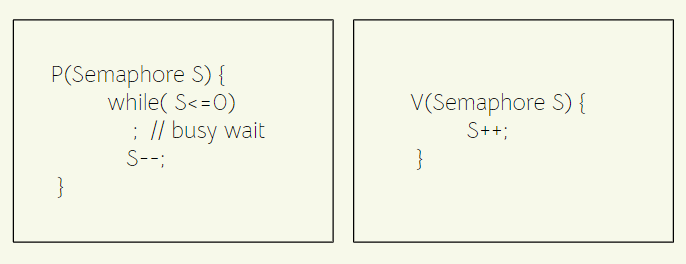 P(Semaphore S) {
while( S<=0)
;  // busy wait
S--;
}
V(Semaphore S) {
S++;
}